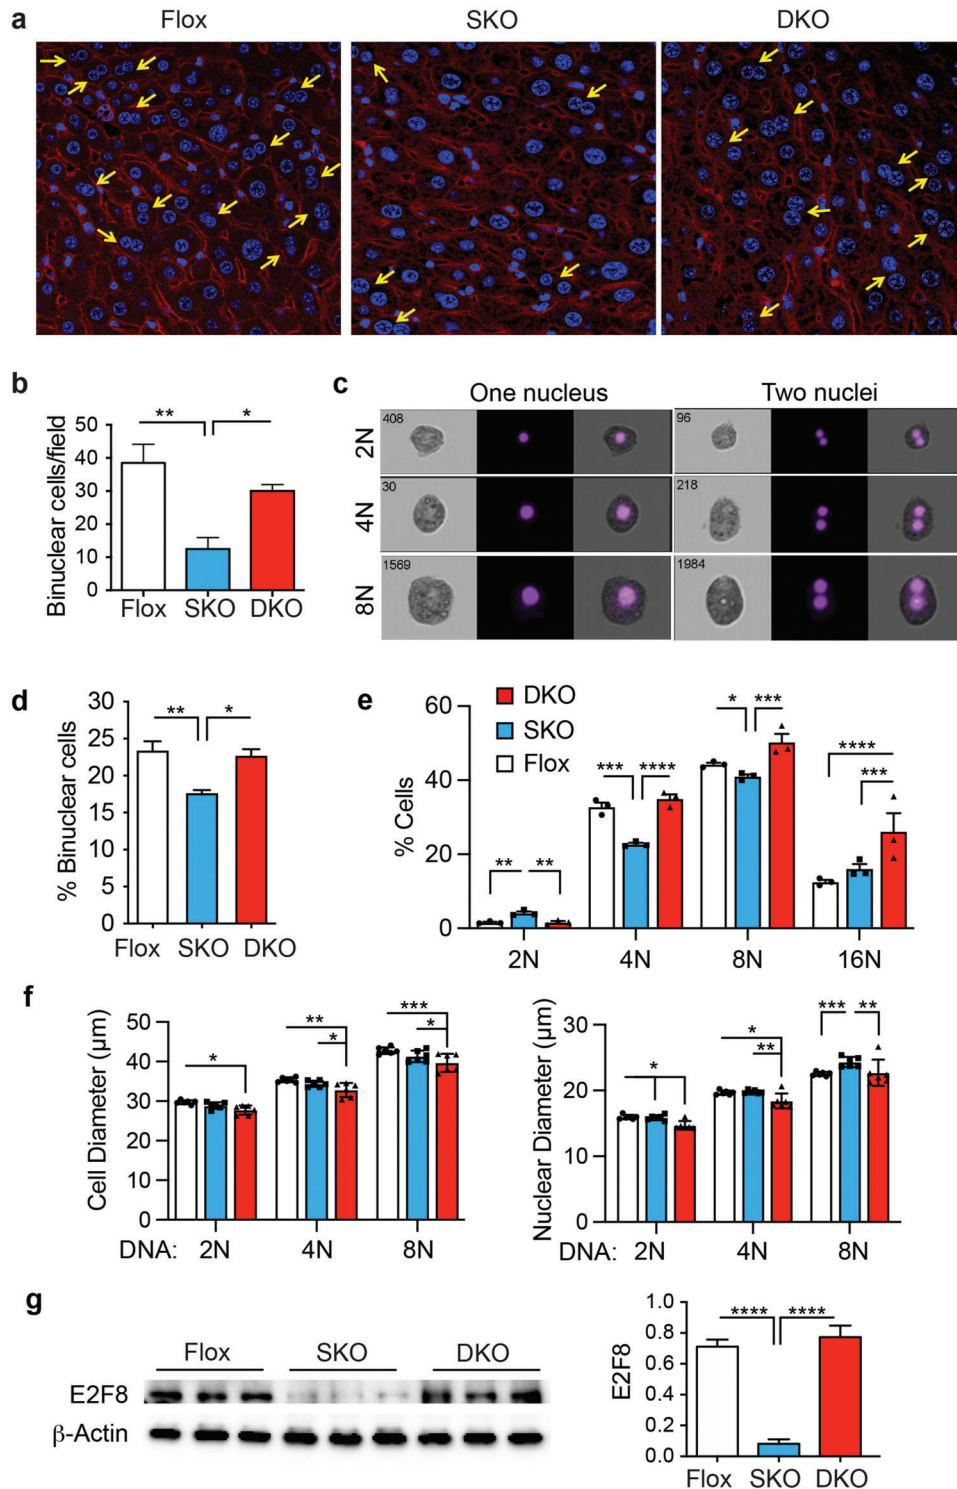 a
Flox SKO DKO
b
Binuclear cells/field
50
40
30
20
10
0
** *
Flox SKO DKO
c
One nucleus Two nuclei
2N
408
96
4N
30
218
8N
1569
1984
d
% Binuclear cells
30
25
20
15
10
5
0
** *
Flox SKO DKO
e
% Cells
60
40
20
0
DKO
SKO
Flox
** **
*** ****
* ***
****
***
2N 4N 8N 16N
f
Cell Diameter (µm)
50
40
30
20
10
0
*
**
*
***
*
DNA: 2N 4N 8N
Nuclear Diameter (µm)
30
20
10
0
*
*
**
*** **
DNA: 2N 4N 8N
g
Flox SKO DKO
E2F8
β-Actin
E2F8
1.0
0.8
0.6
0.4
0.2
0.0
**** ****
Flox SKO DKO